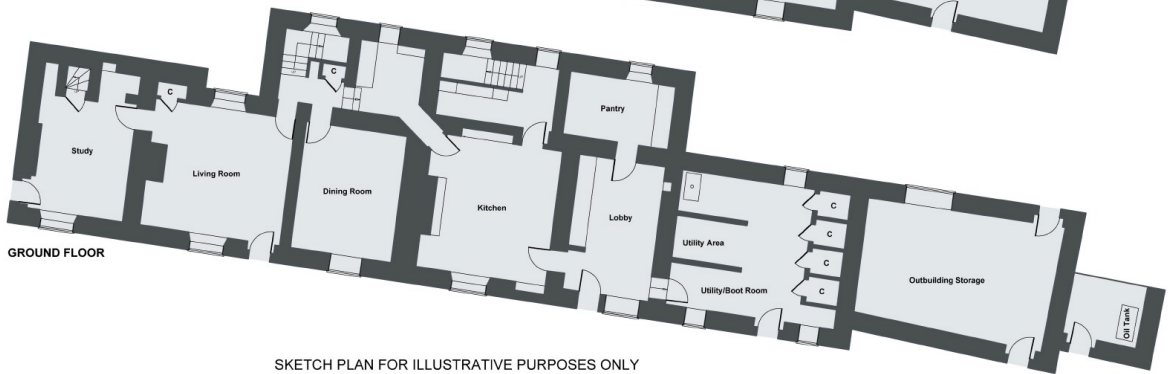 C
C
Pantry
Study
Living Room
Dining Room
Kitchen
Lobby
C
Utility Area
C
C
Utility/Boot Room
C
Outbuilding Storage
Oil Tank
GROUND FLOOR
SKETCH PLAN FOR ILLUSTRATIVE PURPOSES ONLY